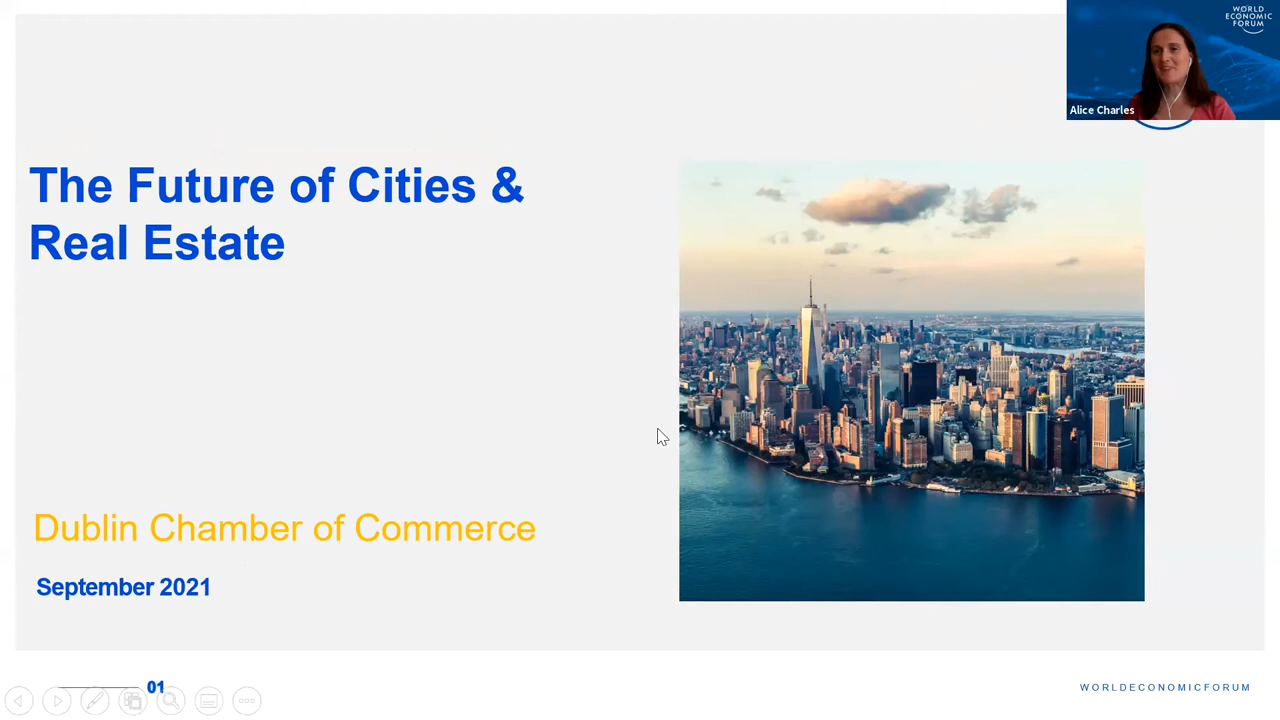 WORLD
ECONOMIC
FORUM
Alice Charles
The Future of Cities &
Real Estate
Dublin Chamber of Commerce
September 2021
01
WORLDECONOMICFORUM